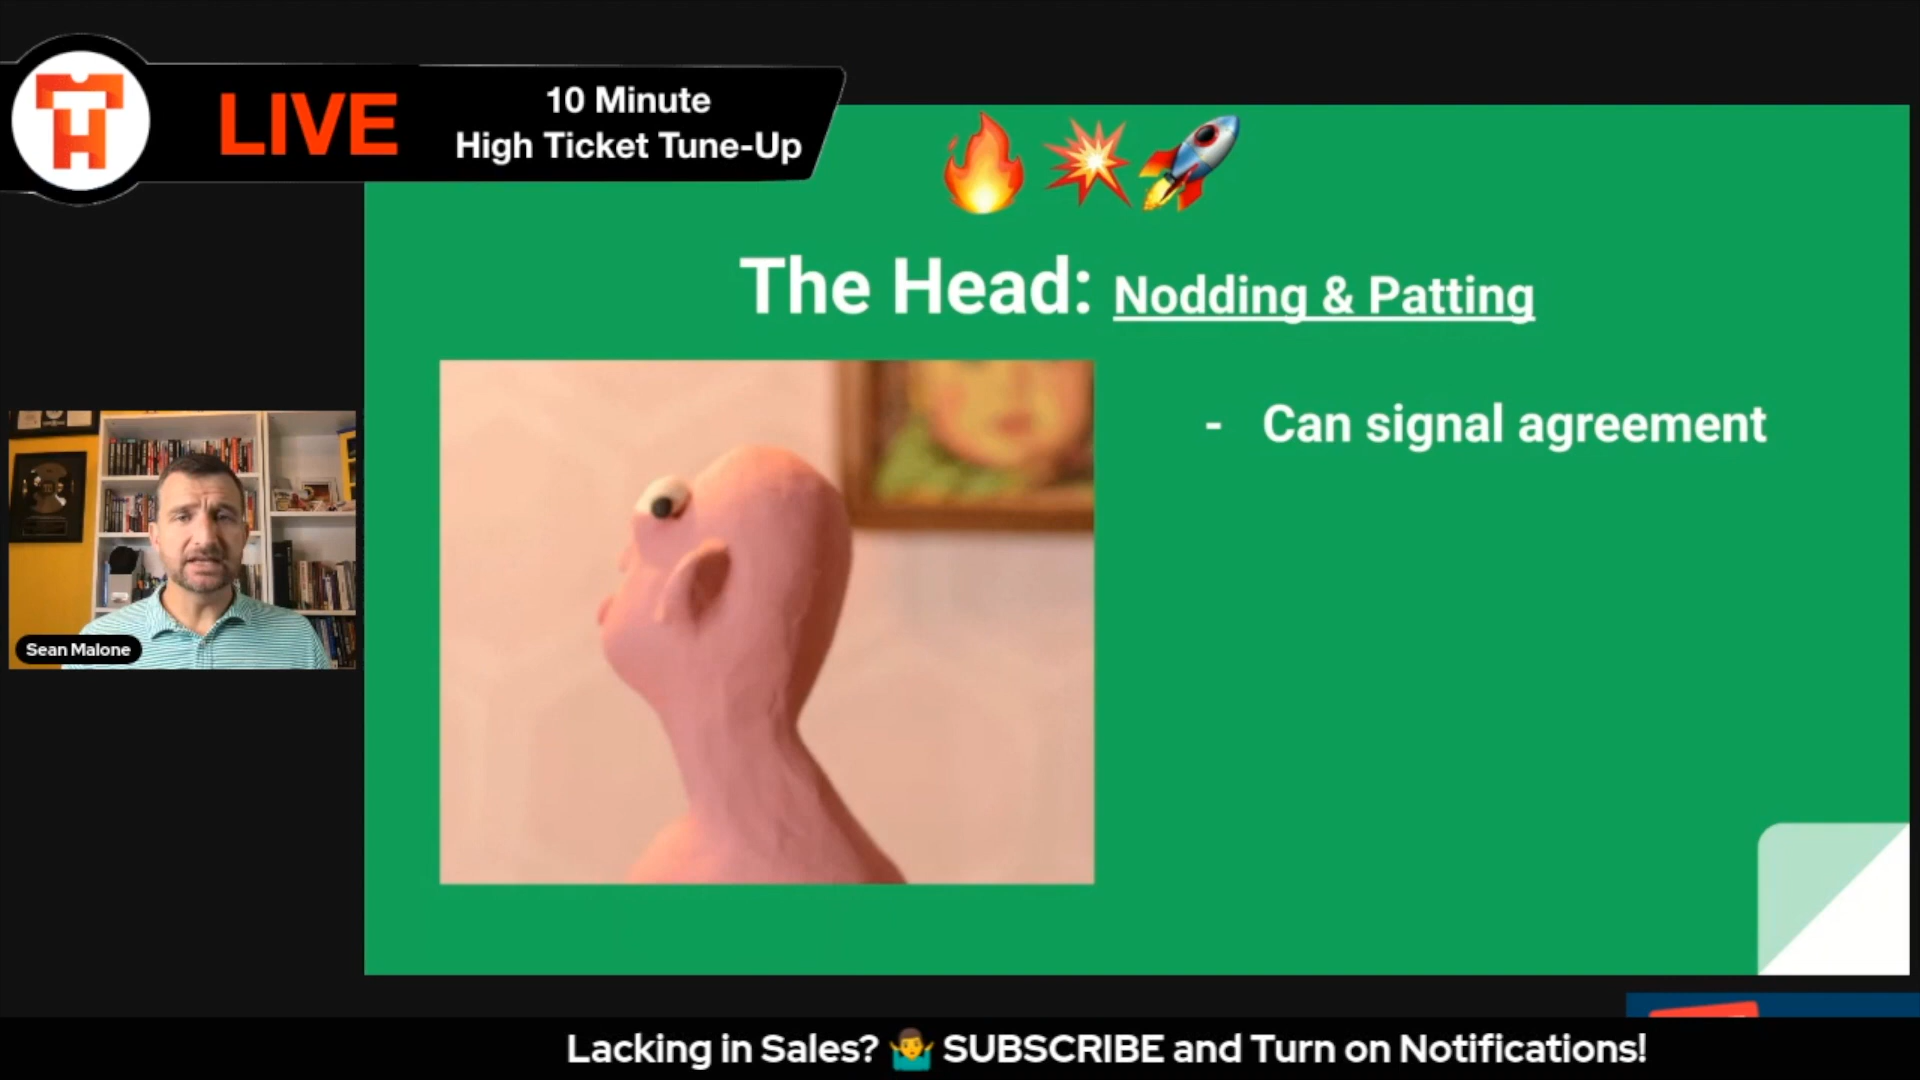 LIVE
10 Minute
High Ticket Tune-Up
The Head: Nodding & Patting
- Can signal agreement
Sean Malone
Lacking in Sales? 🤷‍♂️ SUBSCRIBE and Turn on Notifications!